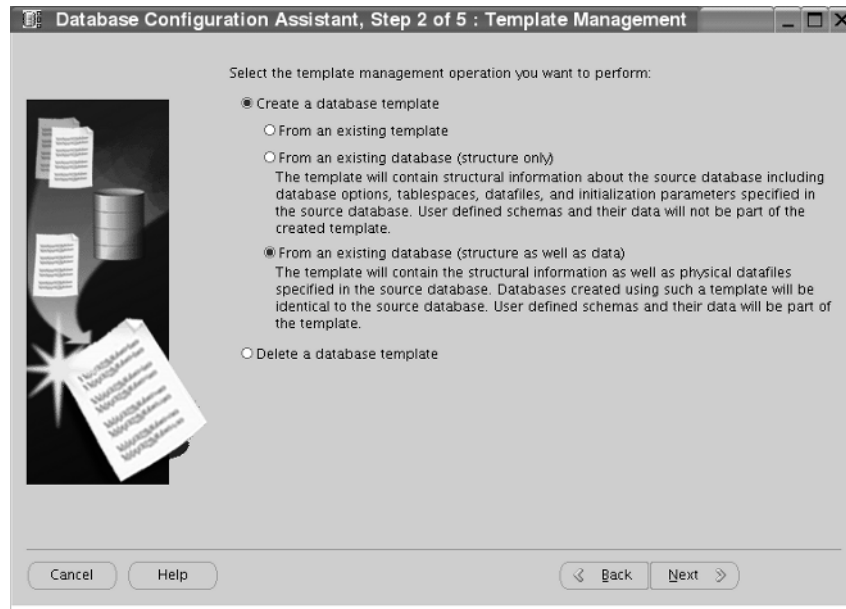 Database Configuration Assistant, Step 2 of 5 : Template Management
Select the template management operation you want to perform:
Create a database template
From an existing template
From an existing database (structure only)
The template will contain structural information about the source database including
database options, tablespaces, datafiles, and initialization parameters specified in
the source database. User defined schemas and their data will not be part of the
created template.
From an existing database (structure as well as data)
The template will contain the structural information as well as physical datafiles
specified in the source database. Databases created using such a template will be
identical to the source database. User defined schemas and their data will be part of
the template.
Delete a database template
Cancel
Help
Back
Next